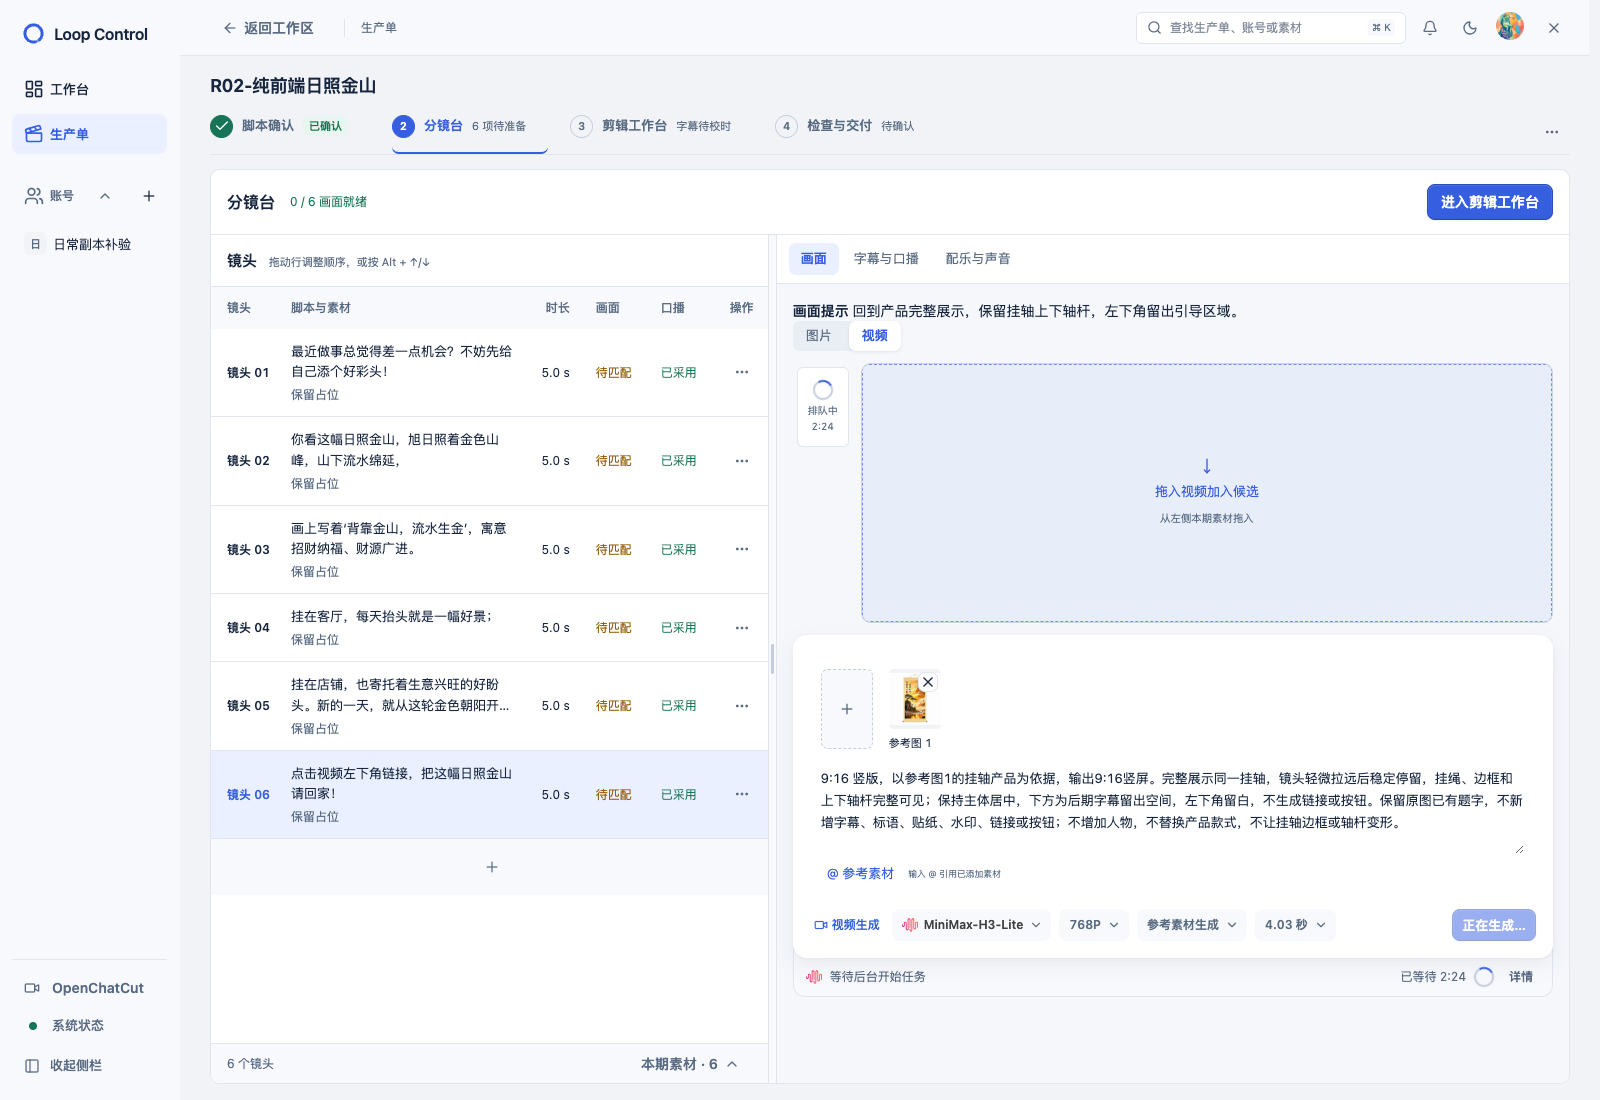 Loop Control
返回工作区
生产单
查找生产单、账号或素材
⌘ K
工作台
生产单
账号
日
日常副本补验
R02-纯前端日照金山
脚本确认 已确认
2 分镜台 6 项待准备
3 剪辑工作台 字幕待校时
4 检查与交付 待确认
分镜台 0 / 6 画面就绪
进入剪辑工作台
镜头 拖动行调整顺序，或按 Alt + ↑/↓
镜头 脚本与素材 时长 画面 口播 操作
镜头 01
最近做事总觉得差一点机会？不妨先给
自己添个好彩头！
保留占位
5.0 s 待匹配 已采用
镜头 02
你看这幅日照金山，旭日照着金色山
峰，山下流水绵延，
保留占位
5.0 s 待匹配 已采用
镜头 03
画上写着‘背靠金山，流水生金’，寓意
招财纳福、财源广进。
保留占位
5.0 s 待匹配 已采用
镜头 04
挂在客厅，每天抬头就是一幅好景；
保留占位
5.0 s 待匹配 已采用
镜头 05
挂在店铺，也寄托着生意兴旺的好盼
头。新的一天，就从这轮金色朝阳开...
保留占位
5.0 s 待匹配 已采用
镜头 06
点击视频左下角链接，把这幅日照金山
请回家！
保留占位
5.0 s 待匹配 已采用
6 个镜头
本期素材 · 6
画面 字幕与口播 配乐与声音
画面提示 回到产品完整展示，保留挂轴上下轴杆，左下角留出引导区域。
图片 视频
排队中
2:24
拖入视频加入候选
从左侧本期素材拖入
参考图 1
9:16 竖版，以参考图1的挂轴产品为依据，输出9:16竖屏。完整展示同一挂轴，镜头轻微拉远后稳定停留，挂绳、边框和
上下轴杆完整可见；保持主体居中，下方为后期字幕留出空间，左下角留白，不生成链接或按钮。保留原图已有题字，不新
增字幕、标语、贴纸、水印、链接或按钮；不增加人物，不替换产品款式，不让挂轴边框或轴杆变形。
@ 参考素材 输入 @ 引用已添加素材
视频生成 MiniMax-H3-Lite 768P 参考素材生成 4.03 秒 正在生成...
等待后台开始任务 已等待 2:24 详情
OpenChatCut
系统状态
收起侧栏